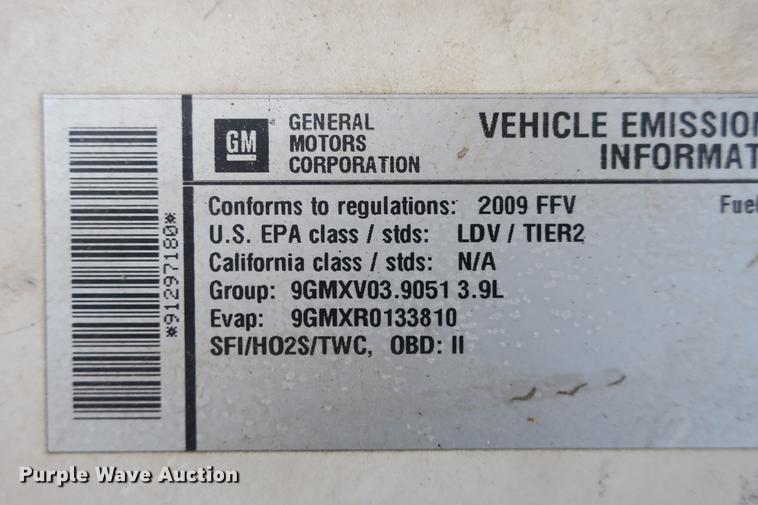 GM
GENERAL
MOTORS
CORPORATION
VEHICLE EMISSION
INFORMAT
Conforms to regulations: 2009 FFV
Fuel
U.S. EPA class / stds: LDV / TIER2
California class / stds: N/A
Group: 9GMXV03.9051 3.9L
Evap: 9GMXR0133810
SFI/HO2S/TWC, OBD: II
*91297180*
Purple Wave Auction